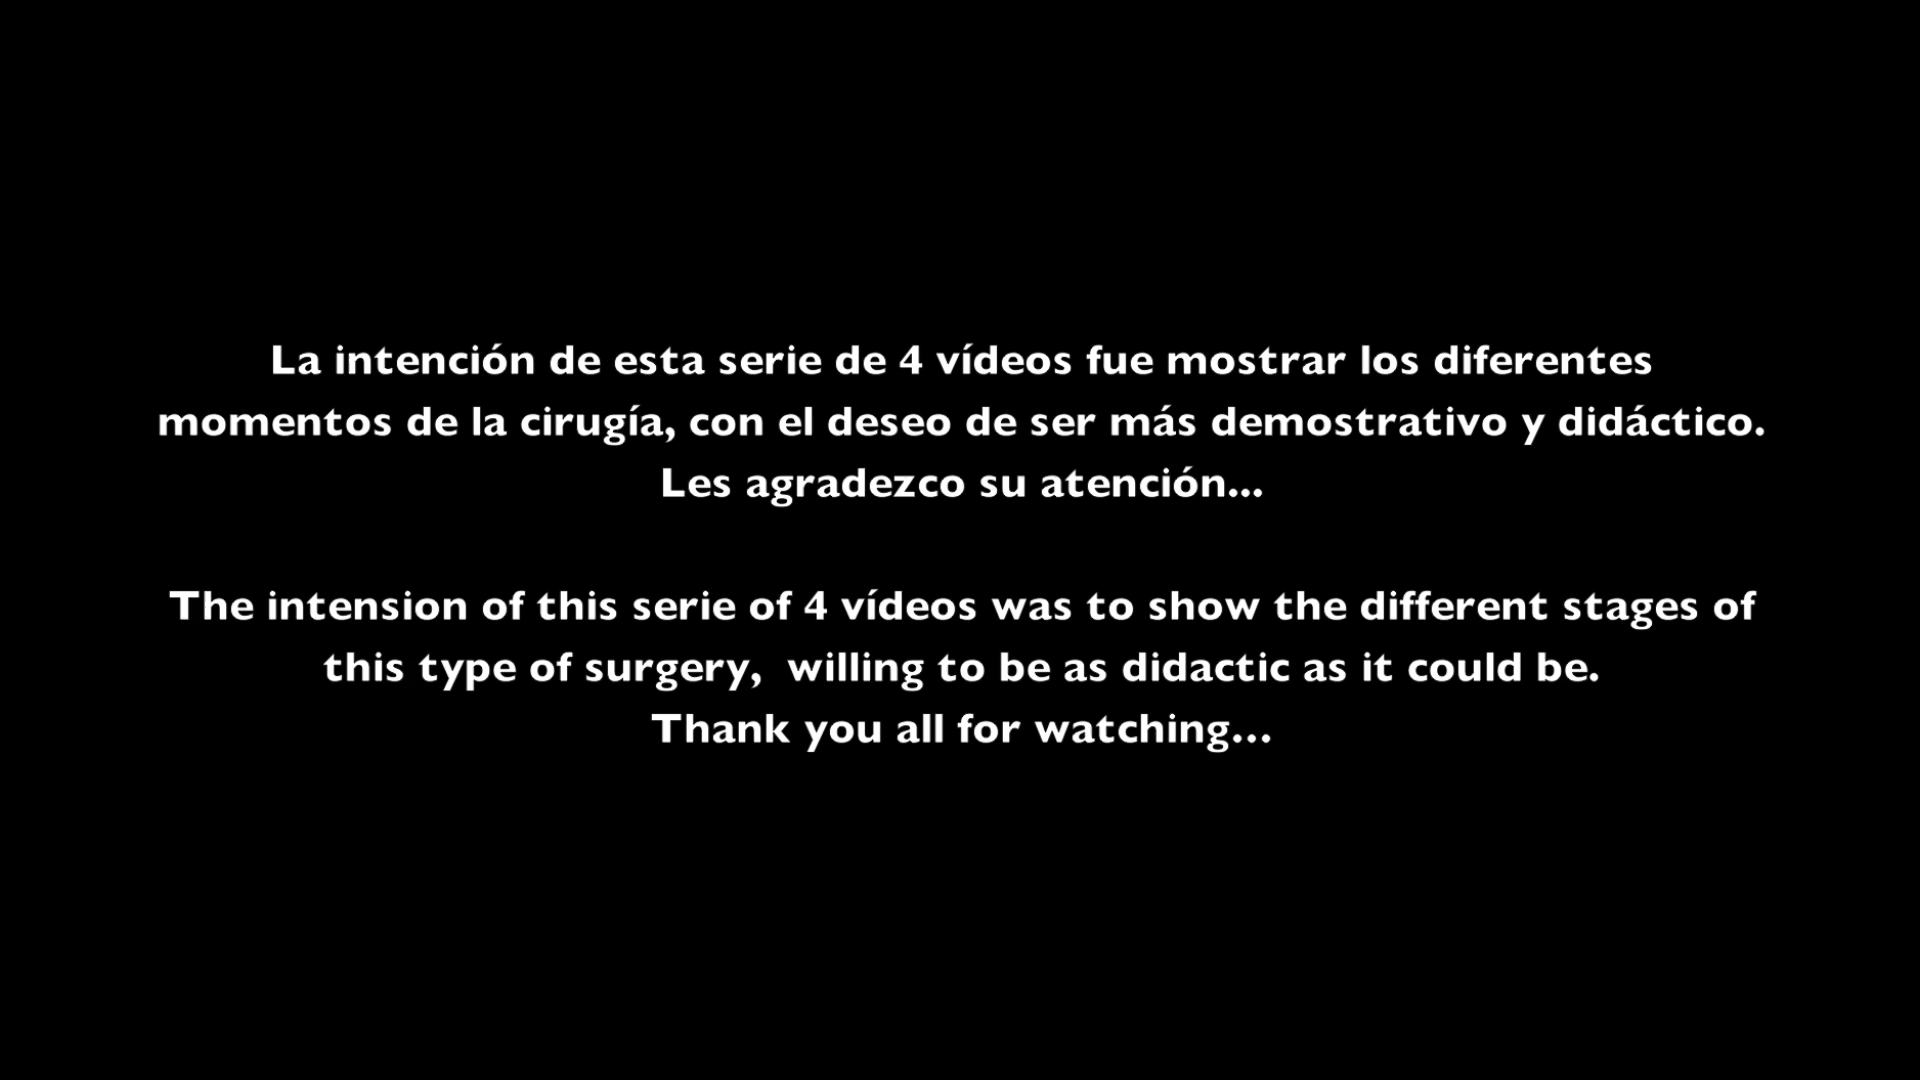 La intención de esta serie de 4 vídeos fue mostrar los diferentes
momentos de la cirugía, con el deseo de ser más demostrativo y didáctico.
Les agradezco su atención...
The intension of this serie of 4 vídeos was to show the different stages of
this type of surgery,  willing to be as didactic as it could be.
Thank you all for watching...